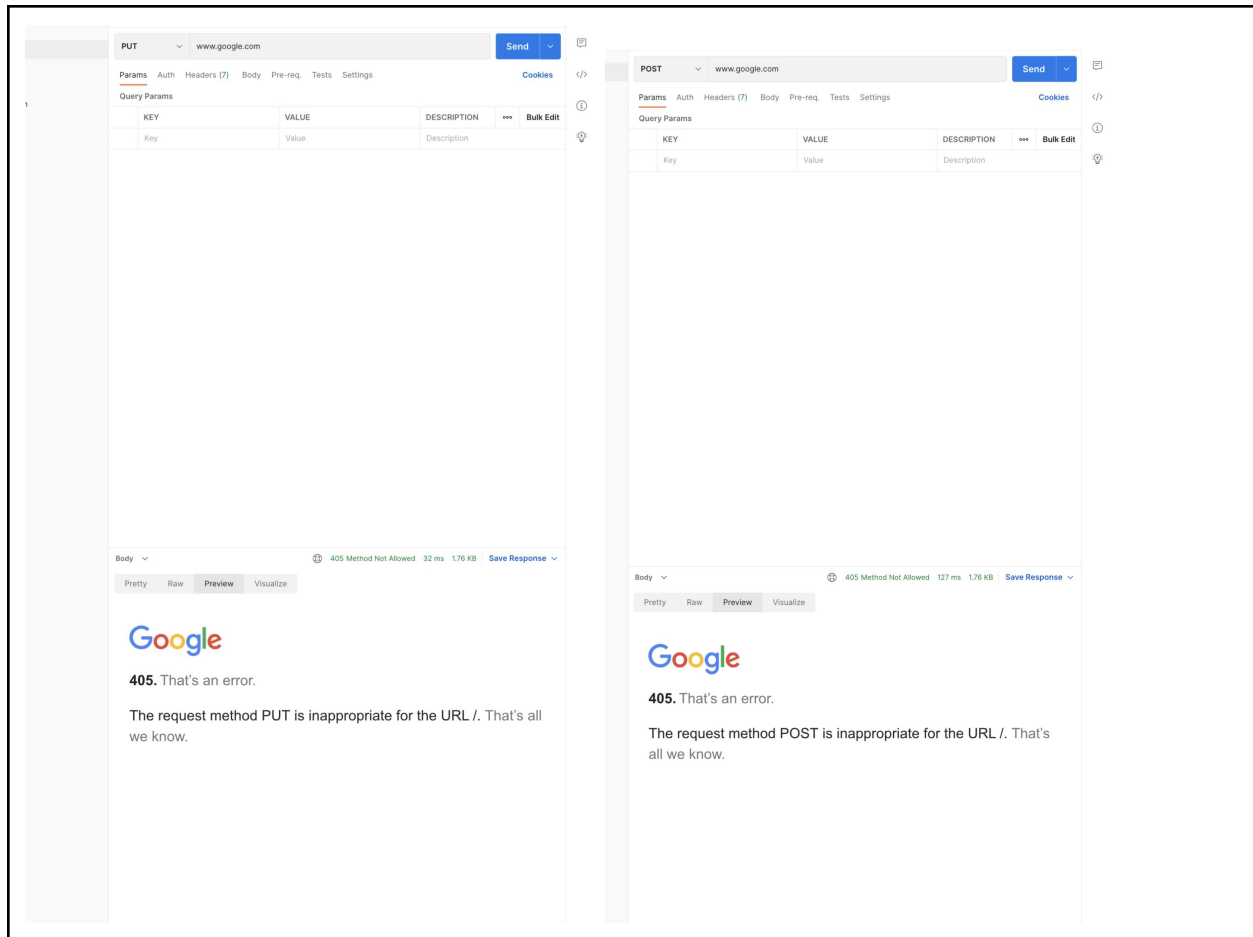 PUT www.google.com Send
Params Auth Headers (7) Body Pre-req. Tests Settings Cookies
Query Params
KEY VALUE DESCRIPTION ooo Bulk Edit
Key Value Description
Body 405 Method Not Allowed 32 ms 1.76 KB Save Response
Pretty Raw Preview Visualize
Google
405. That's an error.
The request method PUT is inappropriate for the URL /. That's all
we know.
POST www.google.com Send
Params Auth Headers (7) Body Pre-req. Tests Settings Cookies
Query Params
KEY VALUE DESCRIPTION ooo Bulk Edit
Key Value Description
Body 405 Method Not Allowed 127 ms 1.76 KB Save Response
Pretty Raw Preview Visualize
Google
405. That's an error.
The request method POST is inappropriate for the URL /. That's
all we know.